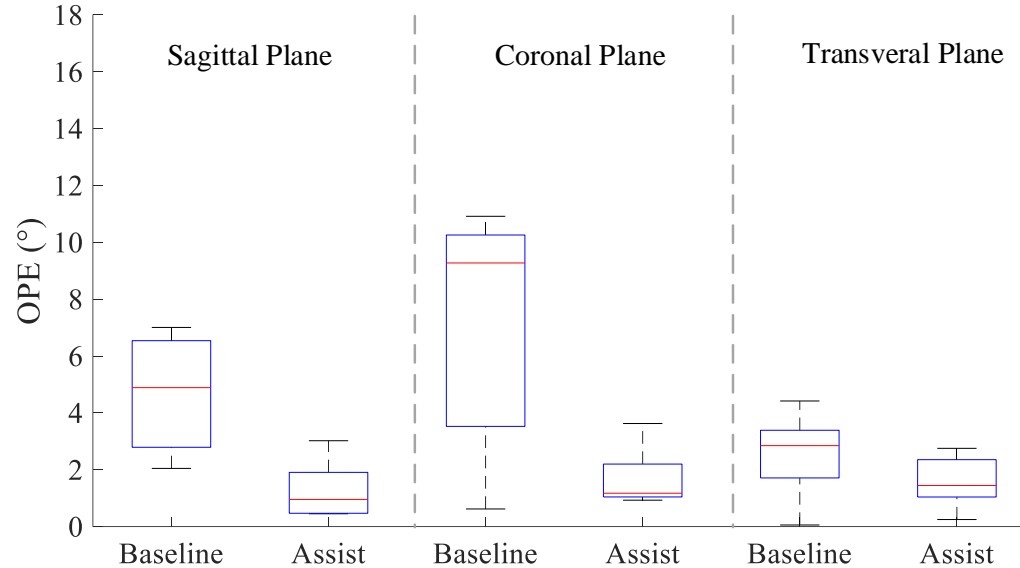 18
16
14
12
10
8
6
4
2
0
OPE (°)
Sagittal Plane
Coronal Plane
Transveral Plane
Baseline Assist Baseline Assist Baseline Assist